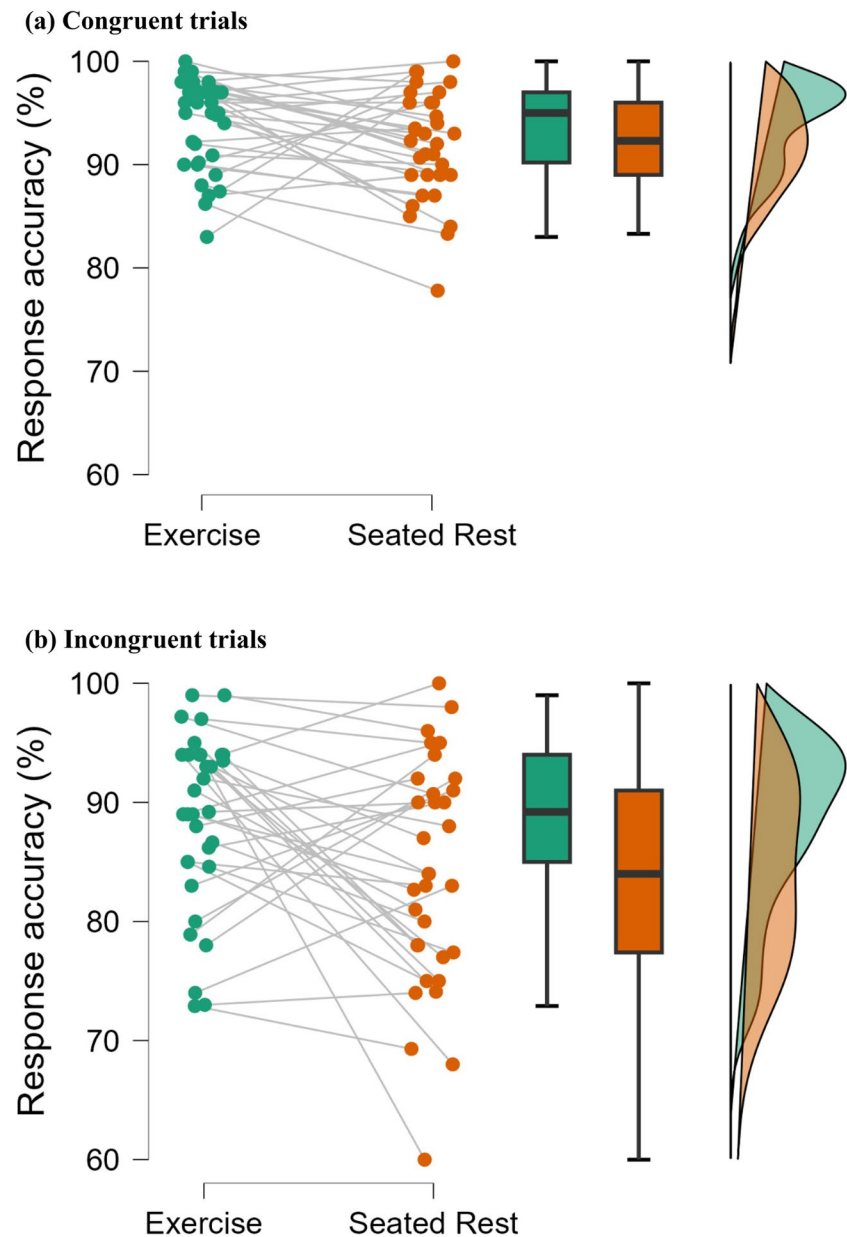 (a) Congruent trials
Response accuracy (%)
100
90
80
70
60
Exercise
Seated Rest
(b) Incongruent trials
Response accuracy (%)
100
90
80
70
60
Exercise
Seated Rest